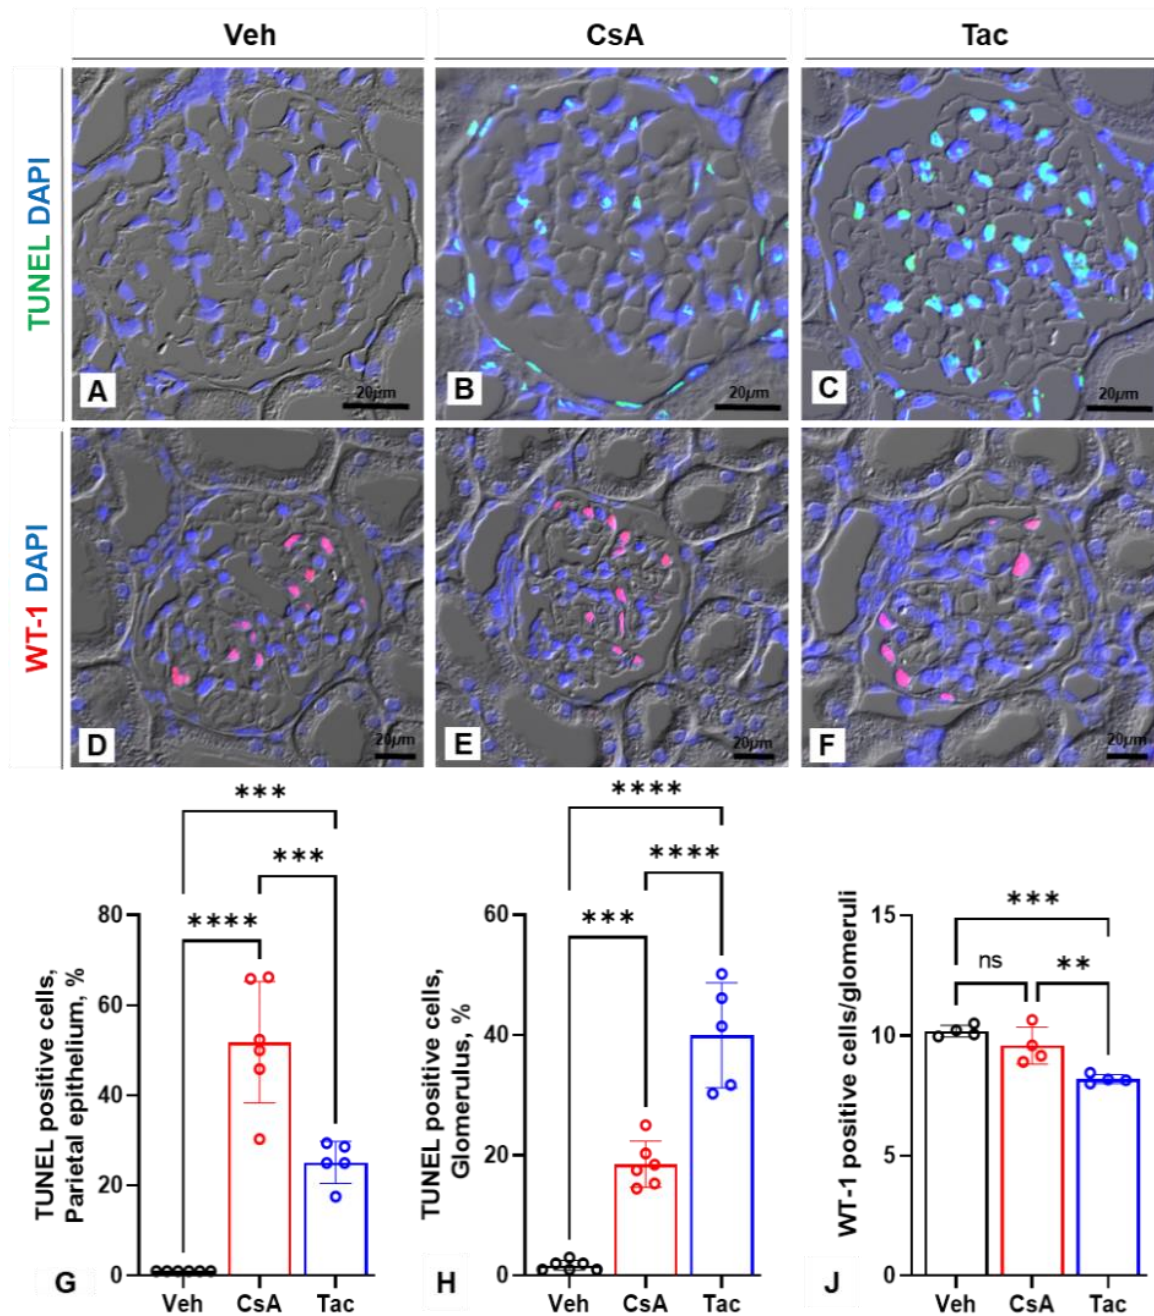 Veh CsA Tac
TUNEL DAPI
A 20µm B 20µm C 20µm
WT-1 DAPI
D 20µm E 20µm F 20µm
TUNEL positive cells,
Parietal epithelium, %
***
***
****
80
60
40
20
0
Veh CsA Tac
G
TUNEL positive cells,
Glomerulus, %
****
****
***
60
40
20
0
Veh CsA Tac
H
WT-1 positive cells/glomeruli
***
ns **
15
10
5
0
Veh CsA Tac
J